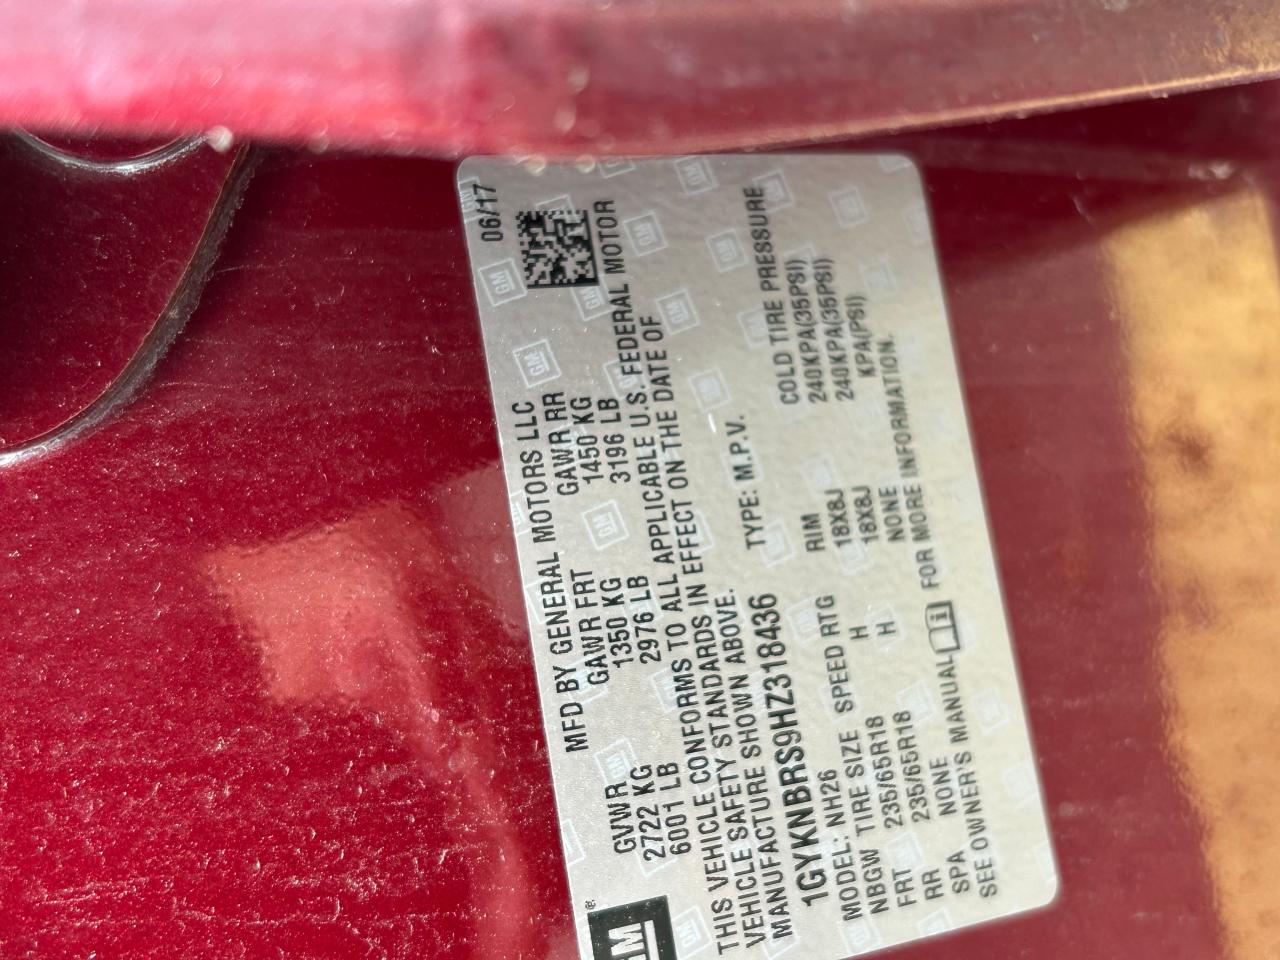 GM®
MFD BY GENERAL MOTORS LLC 06/17
GVWR GAWR FRT GAWR RR
2722 KG 1350 KG 1450 KG
6001 LB 2976 LB 3196 LB
THIS VEHICLE CONFORMS TO ALL APPLICABLE U.S. FEDERAL MOTOR
VEHICLE SAFETY STANDARDS IN EFFECT ON THE DATE OF
MANUFACTURE SHOWN ABOVE.
1GYKNBRS9HZ318436 TYPE: M.P.V.
MODEL: NH26
NBGW TIRE SIZE SPEED RTG RIM COLD TIRE PRESSURE
FRT 235/65R18 H 18X8J 240KPA(35PSI)
RR 235/65R18 H 18X8J 240KPA(35PSI)
SPA NONE NONE KPA(PSI)
SEE OWNER'S MANUAL FOR MORE INFORMATION.